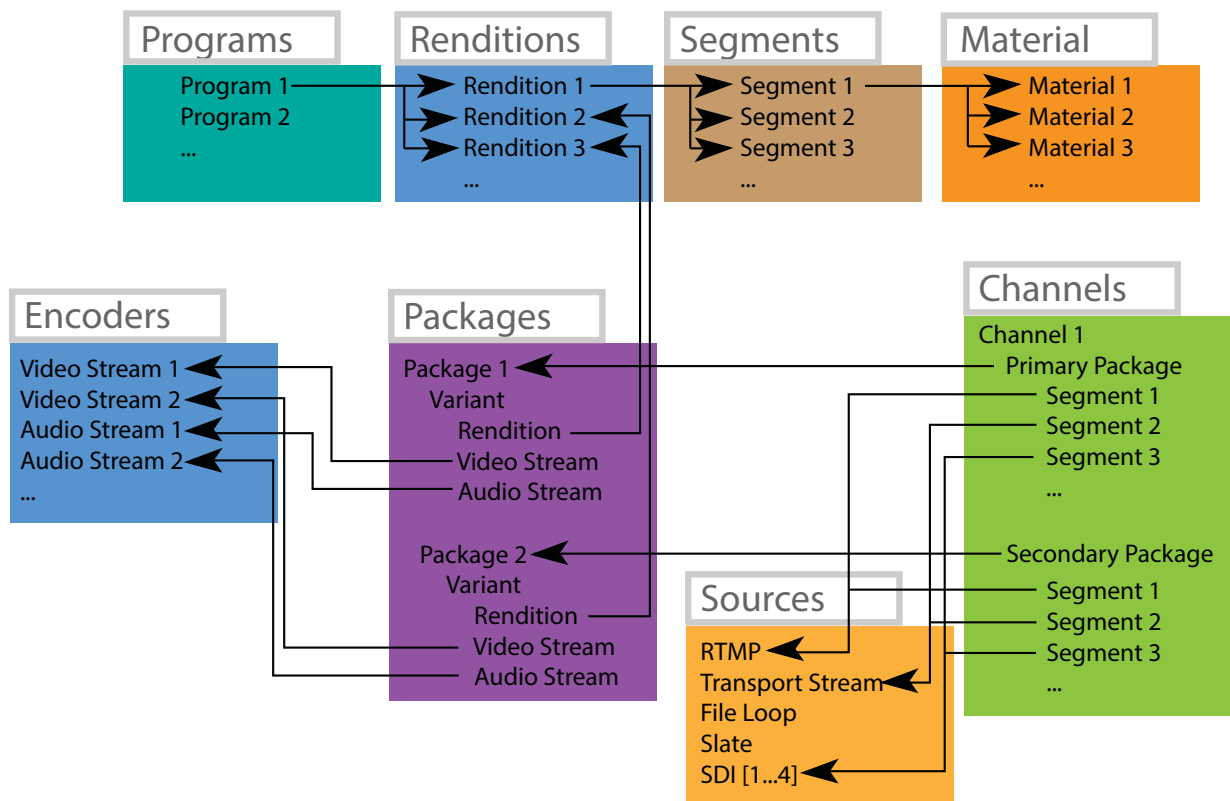 Programs
Program 1
Program 2
...
Renditions
Rendition 1
Rendition 2
Rendition 3
...
Segments
Segment 1
Segment 2
Segment 3
...
Material
Material 1
Material 2
Material 3
...
Encoders
Video Stream 1
Video Stream 2
Audio Stream 1
Audio Stream 2
...
Packages
Package 1
Variant
Rendition
Video Stream
Audio Stream
Package 2
Variant
Rendition
Video Stream
Audio Stream
Sources
RTMP
Transport Stream
File Loop
Slate
SDI [1...4]
Channels
Channel 1
Primary Package
Segment 1
Segment 2
Segment 3
...
Secondary Package
Segment 1
Segment 2
Segment 3
...